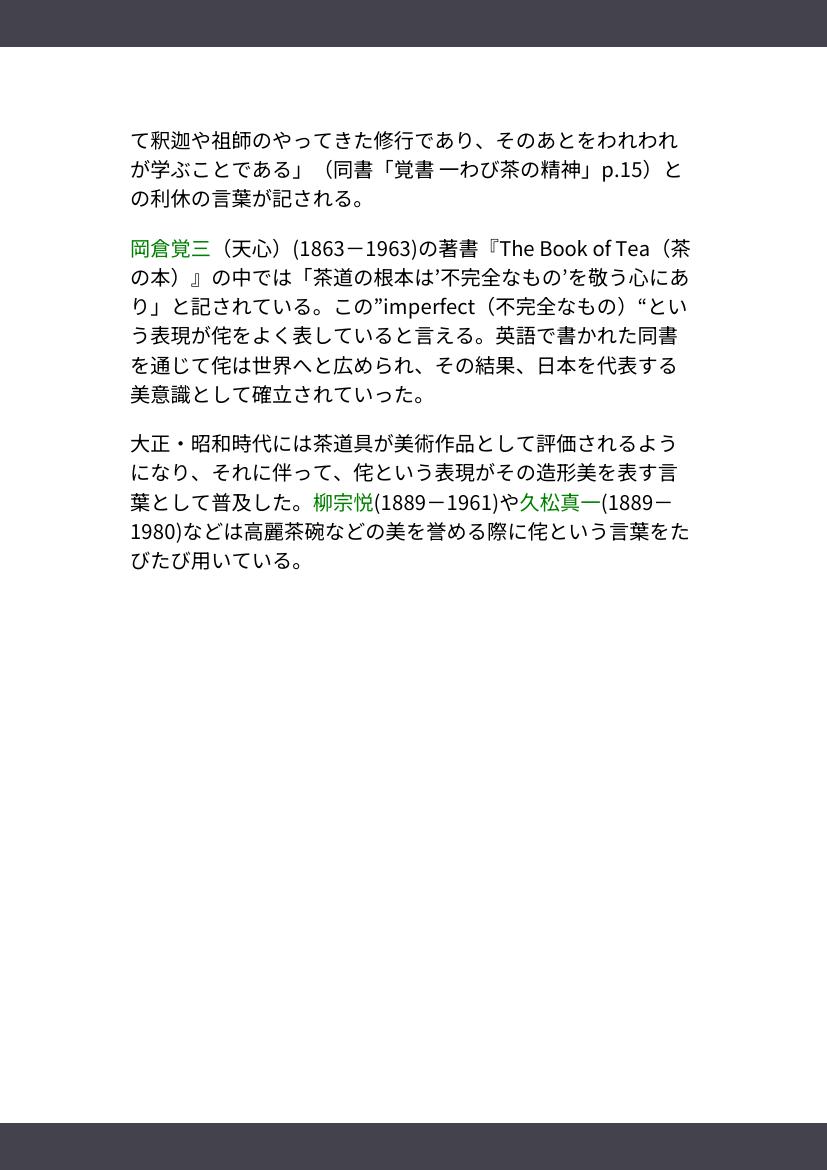 て釈迦や祖師のやってきた修行であり、そのあとをわれわれ
が学ぶことである」（同書「覚書 一わび茶の精神」p.15）と
の利休の言葉が記される。
岡倉覚三（天心）(1863－1963)の著書『The Book of Tea（茶
の本）』の中では「茶道の根本は’不完全なもの’を敬う心にあ
り」と記されている。この”imperfect（不完全なもの）“とい
う表現が侘をよく表していると言える。英語で書かれた同書
を通じて侘は世界へと広められ、その結果、日本を代表する
美意識として確立されていった。
大正・昭和時代には茶道具が美術作品として評価されるよう
になり、それに伴って、侘という表現がその造形美を表す言
葉として普及した。柳宗悦(1889－1961)や久松真一(1889－
1980)などは高麗茶碗などの美を誉める際に侘という言葉をた
びたび用いている。